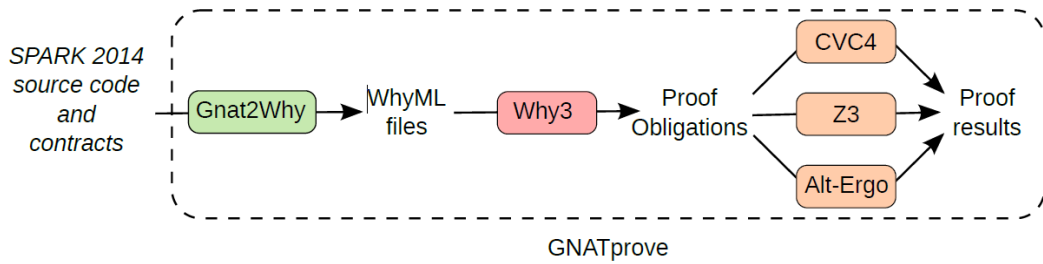 SPARK 2014
source code
and
contracts
Gnat2Why
WhyML
files
Why3
Proof
Obligations
CVC4
Z3
Alt-Ergo
Proof
results
GNATprove